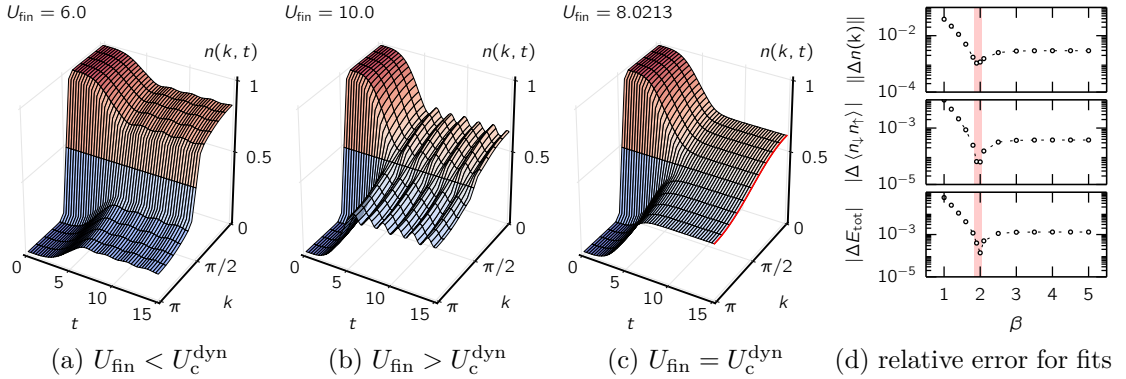 U_fin = 6.0
n(k, t)
1
0.5
0
0
5
10
15
t
π/2
π
k
(a) U_fin < U_c^dyn
U_fin = 10.0
n(k, t)
1
0.5
0
0
5
10
15
t
π/2
π
k
(b) U_fin > U_c^dyn
U_fin = 8.0213
n(k, t)
1
0.5
0
0
5
10
15
t
π/2
π
k
(c) U_fin = U_c^dyn
||Δn(k)||
10^−2
10^−4
|Δ⟨n↓n↑⟩|
10^−3
10^−5
|ΔE_tot|
10^−3
10^−5
1 2 3 4 5
β
(d) relative error for fits